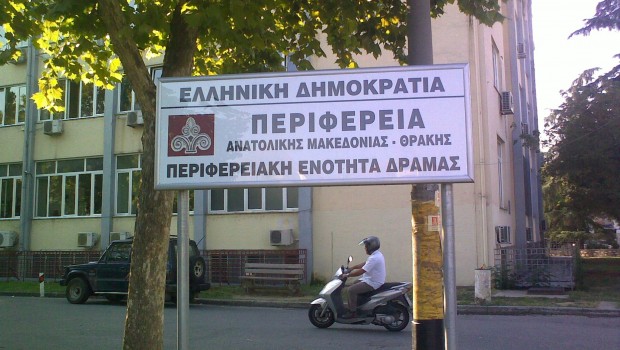 ΕΛΛΗΝΙΚΗ ΔΗΜΟΚΡΑΤΙΑ
ΠΕΡΙΦΕΡΕΙΑ
ΑΝΑΤΟΛΙΚΗΣ ΜΑΚΕΔΟΝΙΑΣ - ΘΡΑΚΗΣ
ΠΕΡΙΦΕΡΕΙΑΚΗ ΕΝΟΤΗΤΑ ΔΡΑΜΑΣ